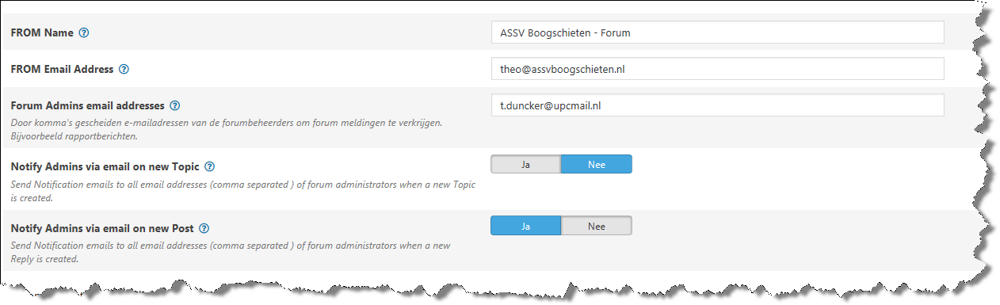 FROM Name
ASSV Boogschieten - Forum
FROM Email Address
theo@assvboogschieten.nl
Forum Admins email addresses
t.duncker@upcmail.nl
Door komma's gescheiden e-mailadressen van de forumbeheerders om forum meldingen te verkrijgen.
Bijvoorbeeld rapportberichten.
Notify Admins via email on new Topic
Ja Nee
Send Notification emails to all email addresses (comma separated ) of forum administrators when a new Topic
is created.
Notify Admins via email on new Post
Ja Nee
Send Notification emails to all email addresses (comma separated ) of forum administrators when a new
Reply is created.